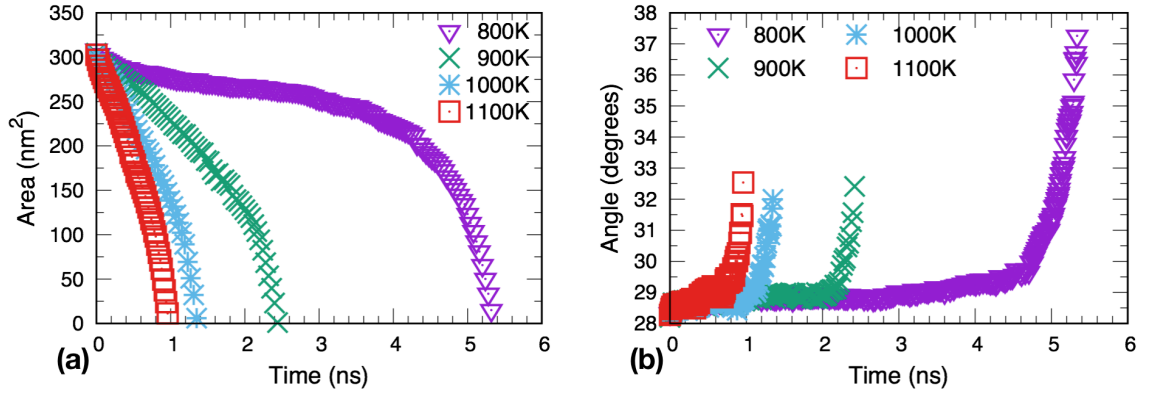 350
300
250
200
150
100
50
0
Area (nm²)
0 1 2 3 4 5 6
Time (ns)
800K
900K
1000K
1100K
(a)
38
37
36
35
34
33
32
31
30
29
28
Angle (degrees)
0 1 2 3 4 5 6
Time (ns)
800K 1000K
900K 1100K
(b)